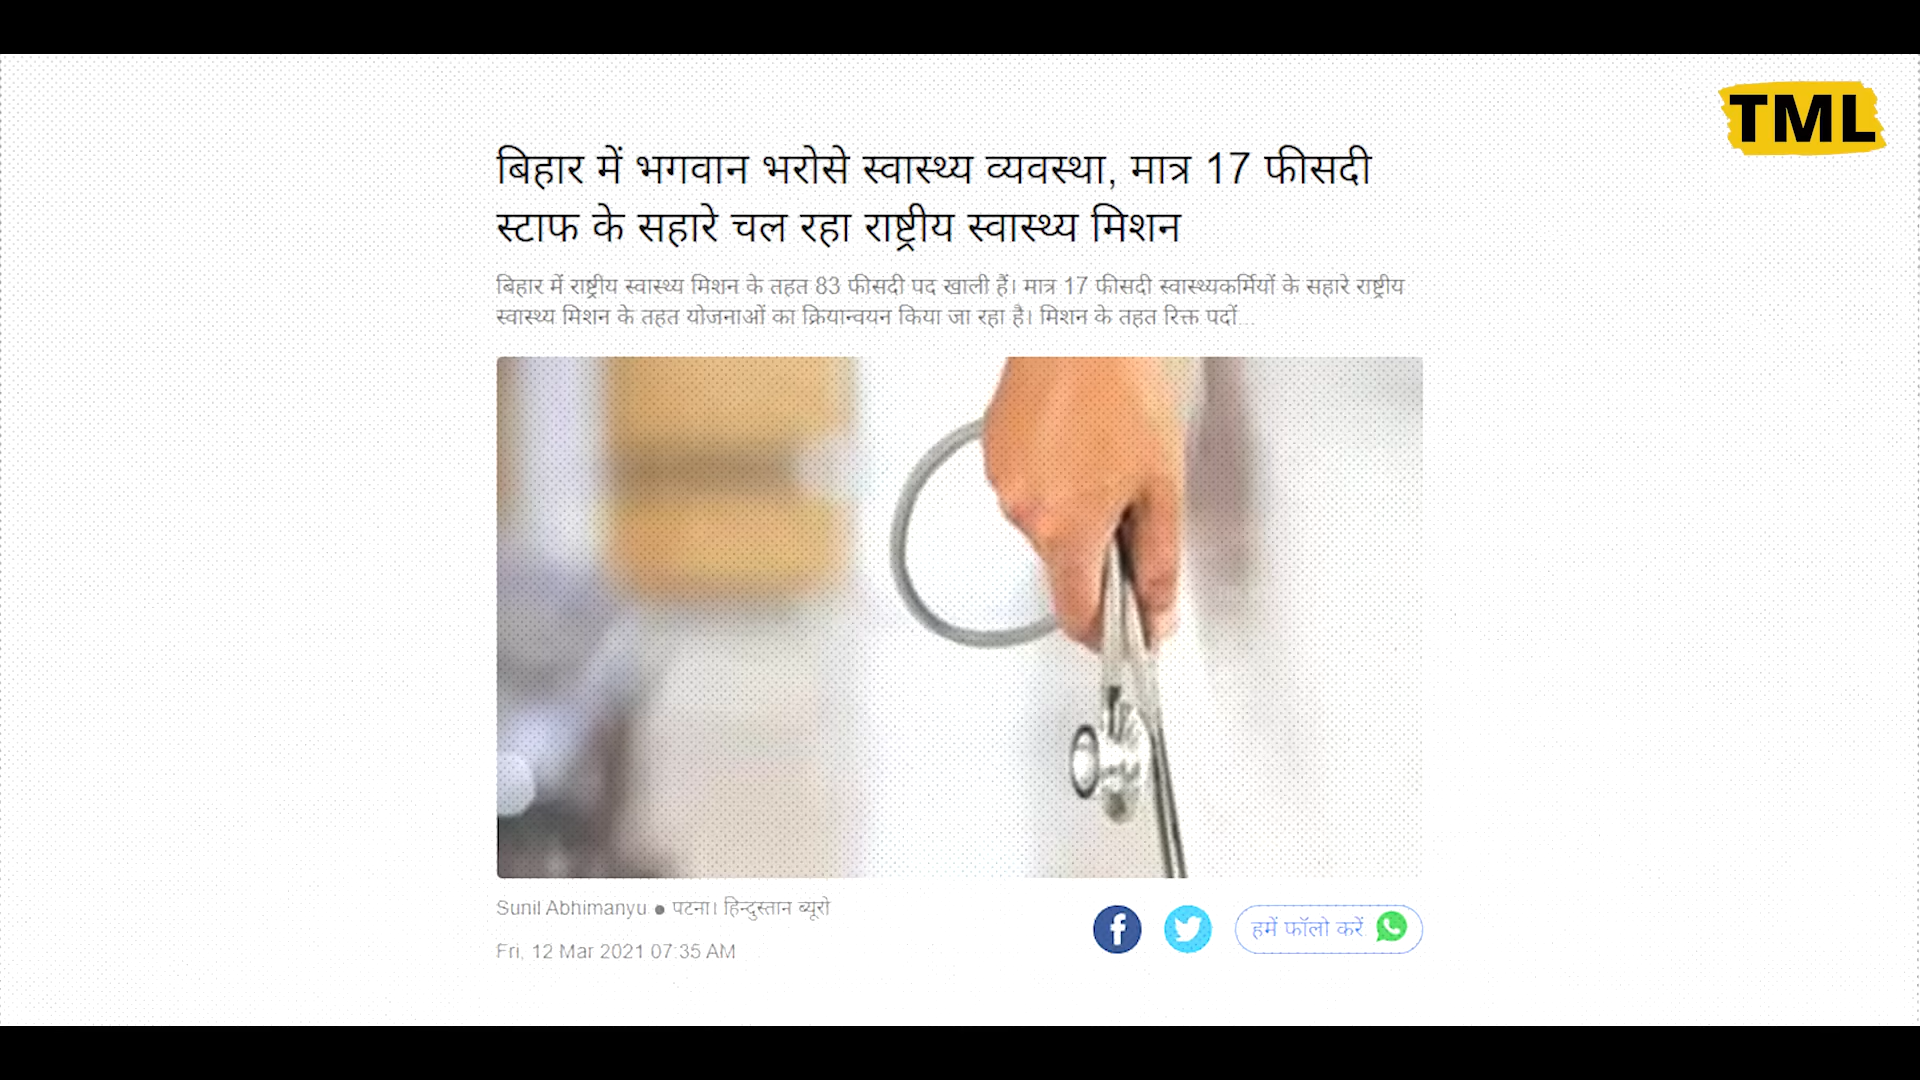 TML
बिहार में भगवान भरोसे स्वास्थ्य व्यवस्था, मात्र 17 फीसदी
स्टाफ के सहारे चल रहा राष्ट्रीय स्वास्थ्य मिशन
बिहार में राष्ट्रीय स्वास्थ्य मिशन के तहत 83 फीसदी पद खाली हैं। मात्र 17 फीसदी स्वास्थ्यकर्मियों के सहारे राष्ट्रीय
स्वास्थ्य मिशन के तहत योजनाओं का क्रियान्वयन किया जा रहा है। मिशन के तहत रिक्त पदों...
Sunil Abhimanyu ● पटना। हिन्दुस्तान ब्यूरो
Fri, 12 Mar 2021 07:35 AM
हमें फॉलो करें